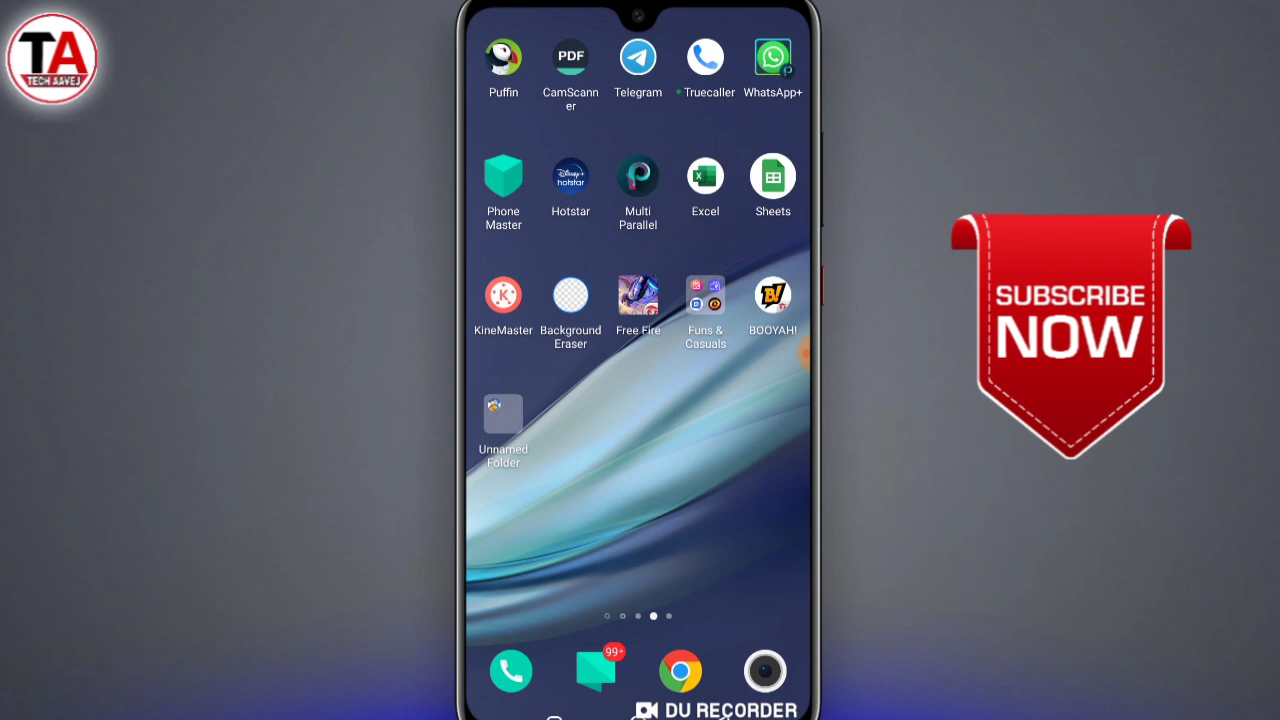 TA
TECH AAVEJ
PDF
Puffin
CamScann
er
Telegram
Truecaller
WhatsApp+
Disney+
hotstar
Phone
Master
Hotstar
Multi
Parallel
Excel
Sheets
K
B!
KineMaster
Background
Eraser
Free Fire
Funs &
Casuals
BOOYAH!
Unnamed
Folder
99+
DU RECORDER
SUBSCRIBE
NOW